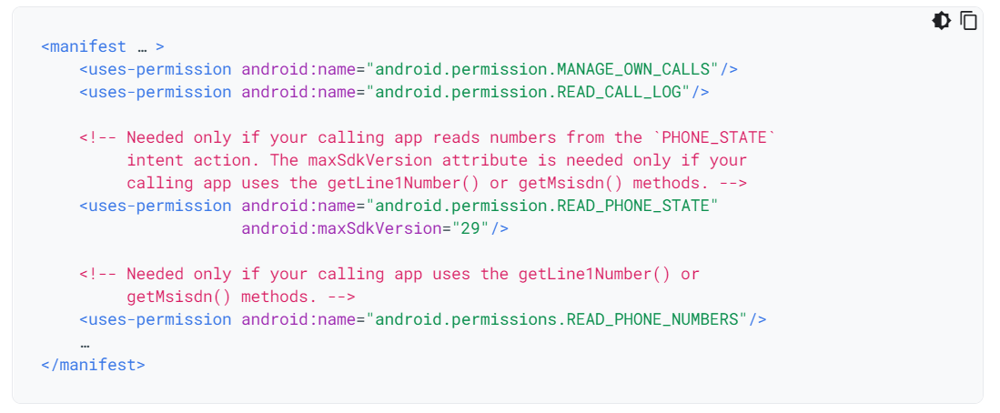 <manifest … >
<uses-permission android:name="android.permission.MANAGE_OWN_CALLS"/>
<uses-permission android:name="android.permission.READ_CALL_LOG"/>
<!-- Needed only if your calling app reads numbers from the `PHONE_STATE`
intent action. The maxSdkVersion attribute is needed only if your
calling app uses the getLine1Number() or getMsisdn() methods. -->
<uses-permission android:name="android.permission.READ_PHONE_STATE"
android:maxSdkVersion="29"/>
<!-- Needed only if your calling app uses the getLine1Number() or
getMsisdn() methods. -->
<uses-permission android:name="android.permissions.READ_PHONE_NUMBERS"/>
…
</manifest>